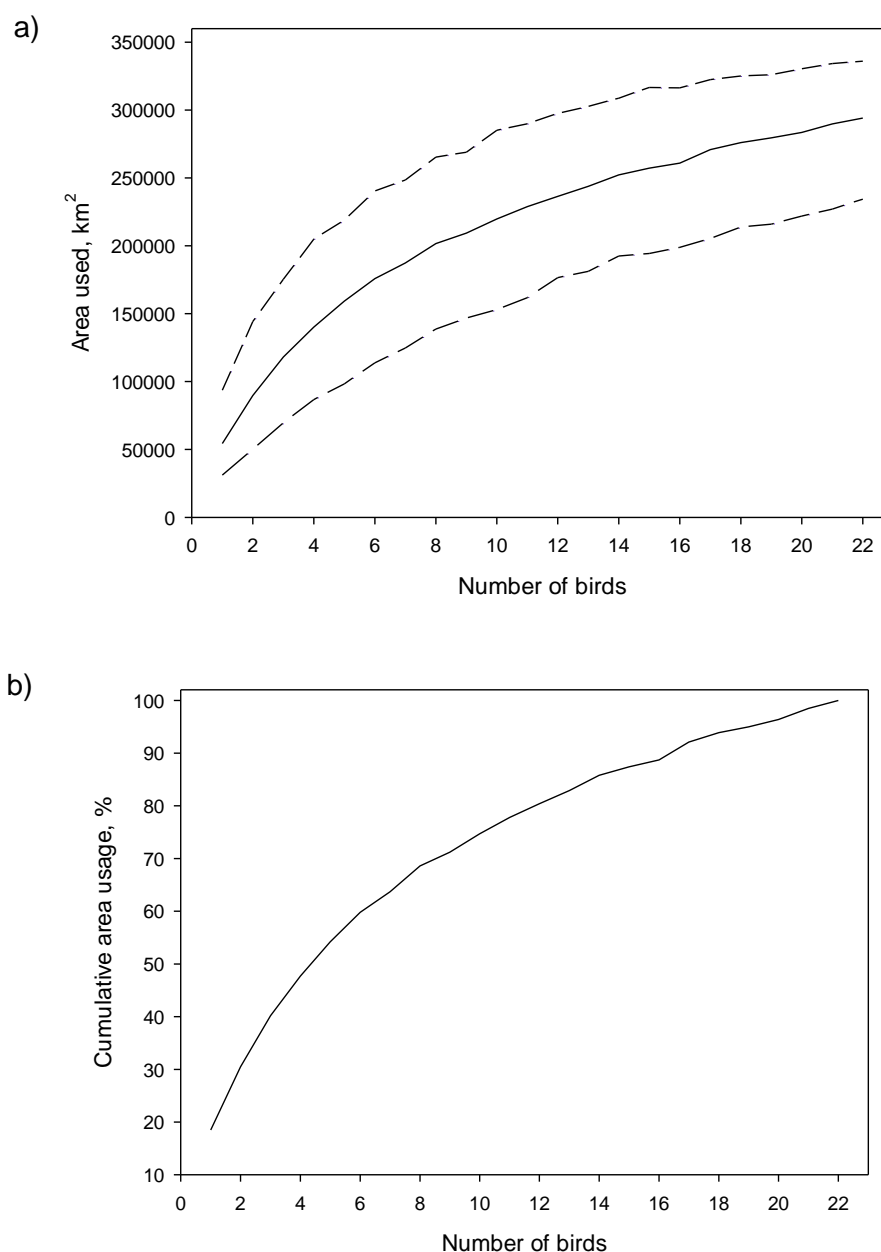 a)
350000
300000
250000
200000
150000
100000
50000
0
Area used, km²
0 2 4 6 8 10 12 14 16 18 20 22
Number of birds
b)
100
90
80
70
60
50
40
30
20
10
Cumulative area usage, %
0 2 4 6 8 10 12 14 16 18 20 22
Number of birds